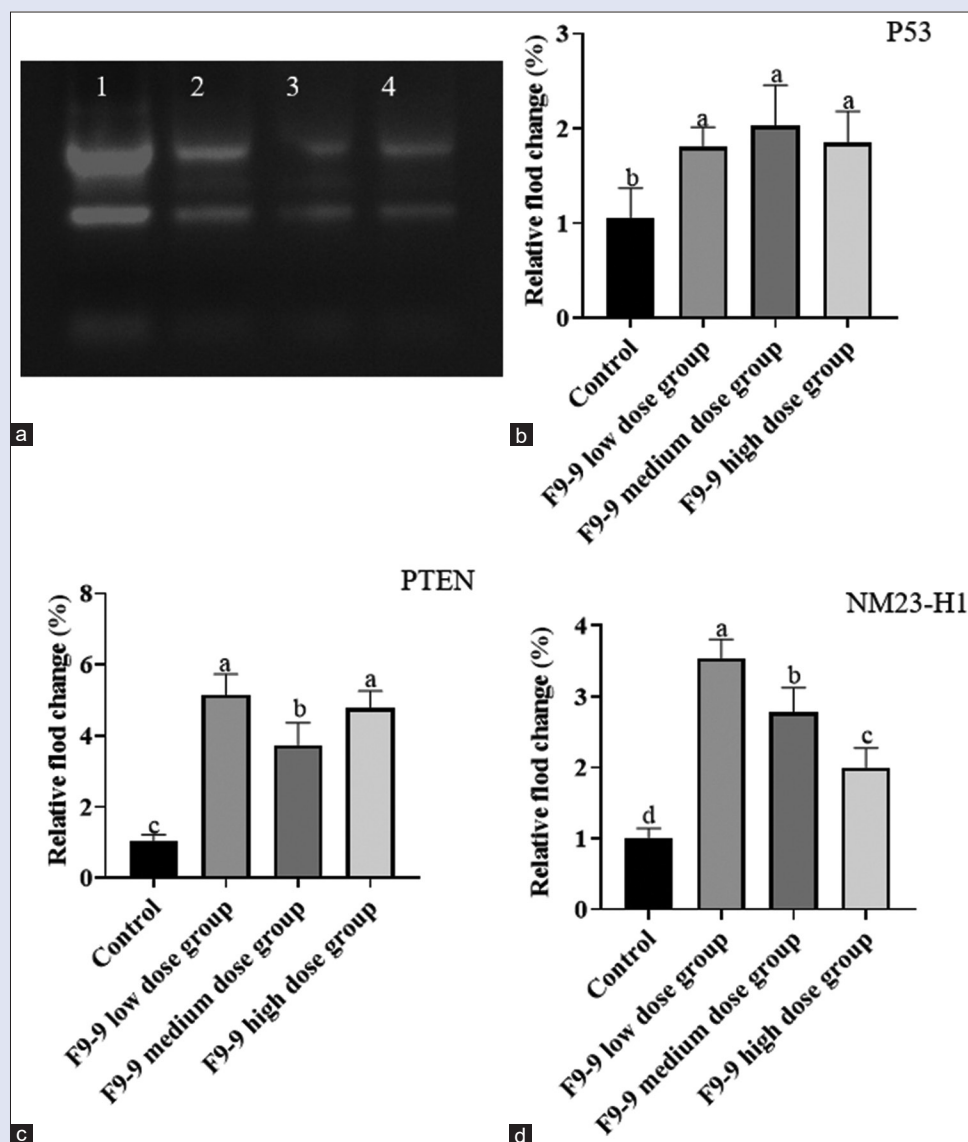 1 2 3 4
a
P53
Relative flod change (%)
3
2
1
0
b a a a
Control
F9-9 low dose group
F9-9 medium dose group
F9-9 high dose group
b
PTEN
Relative flod change (%)
8
6
4
2
0
c a b a
Control
F9-9 low dose group
F9-9 medium dose group
F9-9 high dose group
c
NM23-H1
Relative flod change (%)
4
3
2
1
0
d a b c
Control
F9-9 low dose group
F9-9 medium dose group
F9-9 high dose group
d